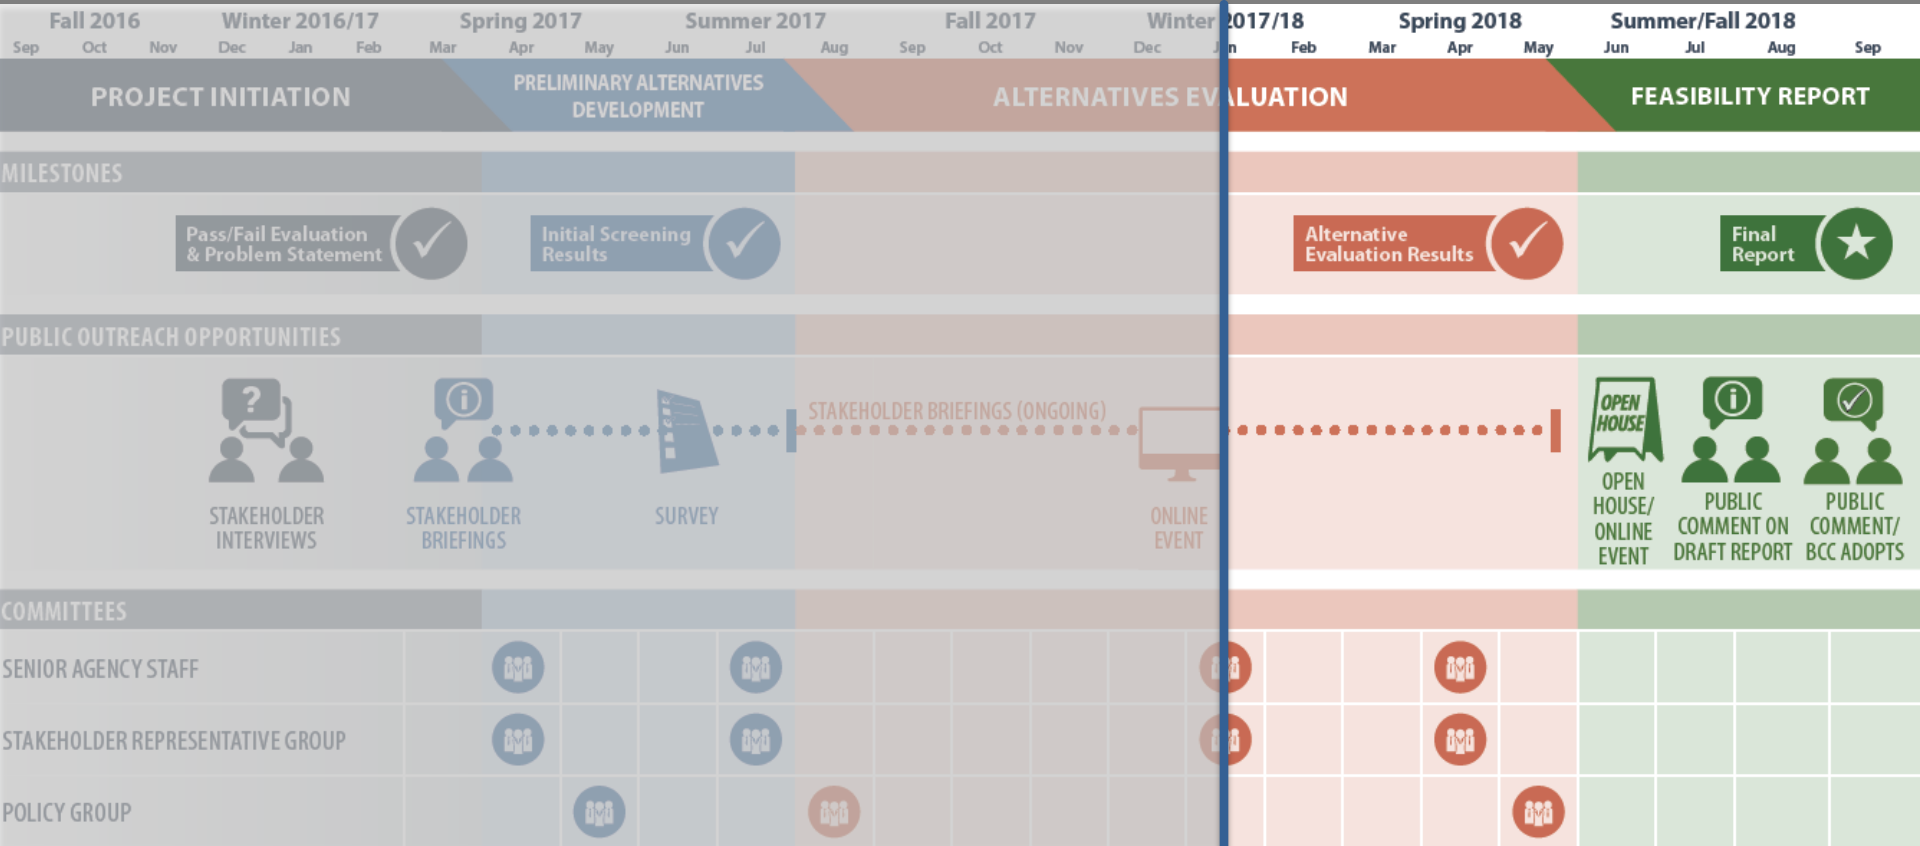 Fall 2016 Winter 2016/17 Spring 2017 Summer 2017 Fall 2017 Winter 2017/18 Spring 2018 Summer/Fall 2018
Sep Oct Nov Dec Jan Feb Mar Apr May Jun Jul Aug Sep Oct Nov Dec Jan Feb Mar Apr May Jun Jul Aug Sep
PROJECT INITIATION
PRELIMINARY ALTERNATIVES
DEVELOPMENT
ALTERNATIVES EVALUATION
FEASIBILITY REPORT
MILESTONES
Pass/Fail Evaluation
& Problem Statement
Initial Screening
Results
Alternative
Evaluation Results
Final
Report
PUBLIC OUTREACH OPPORTUNITIES
?
STAKEHOLDER
INTERVIEWS
i
STAKEHOLDER
BRIEFINGS
SURVEY
STAKEHOLDER BRIEFINGS (ONGOING)
ONLINE
EVENT
OPEN
HOUSE
OPEN
HOUSE/
ONLINE
EVENT
i
PUBLIC
COMMENT ON
DRAFT REPORT
PUBLIC
COMMENT/
BCC ADOPTS
COMMITTEES
SENIOR AGENCY STAFF
STAKEHOLDER REPRESENTATIVE GROUP
POLICY GROUP